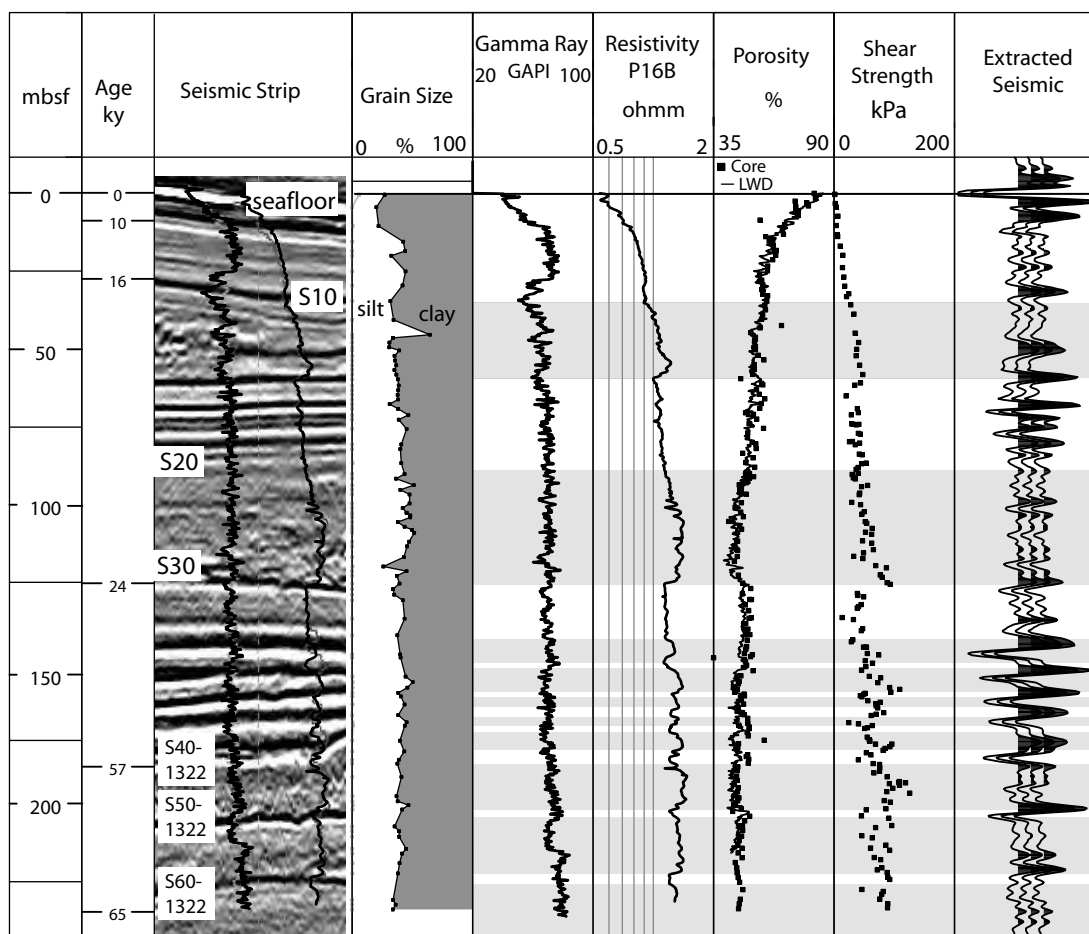 mbsf
Age
ky
Seismic Strip
Grain Size
0 % 100
Gamma Ray
20 GAPI 100
Resistivity
P16B
ohmm
0.5 2
Porosity
%
35 90
Shear
Strength
kPa
0 200
Extracted
Seismic
Core
LWD
0
50
100
150
200
0
10
16
24
57
65
seafloor
S10
S20
S30
S40-
1322
S50-
1322
S60-
1322
silt
clay